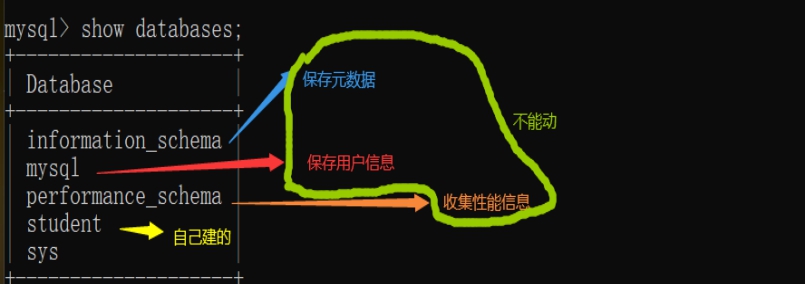 mysql> show databases;
+--------------------+
| Database           |
+--------------------+
| information_schema |
保存元数据
不能动
| mysql              |
保存用户信息
| performance_schema |
收集性能信息
| student            |
自己建的
| sys                |
+--------------------+